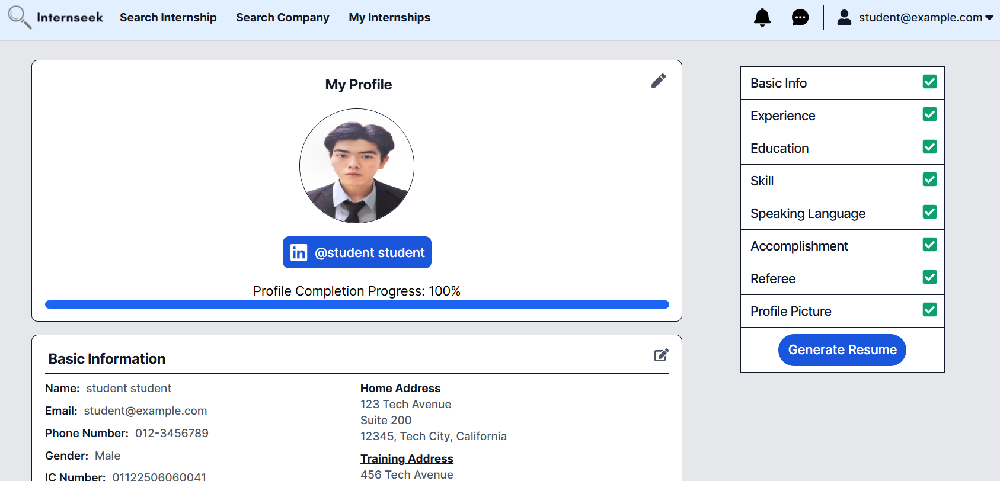 Internseek Search Internship Search Company My Internships student@example.com
My Profile
in @student student
Profile Completion Progress: 100%
Basic Info
Experience
Education
Skill
Speaking Language
Accomplishment
Referee
Profile Picture
Generate Resume
Basic Information
Name: student student
Email: student@example.com
Phone Number: 012-3456789
Gender: Male
IC Number: 01122506060041
Home Address
123 Tech Avenue
Suite 200
12345, Tech City, California
Training Address
456 Tech Avenue